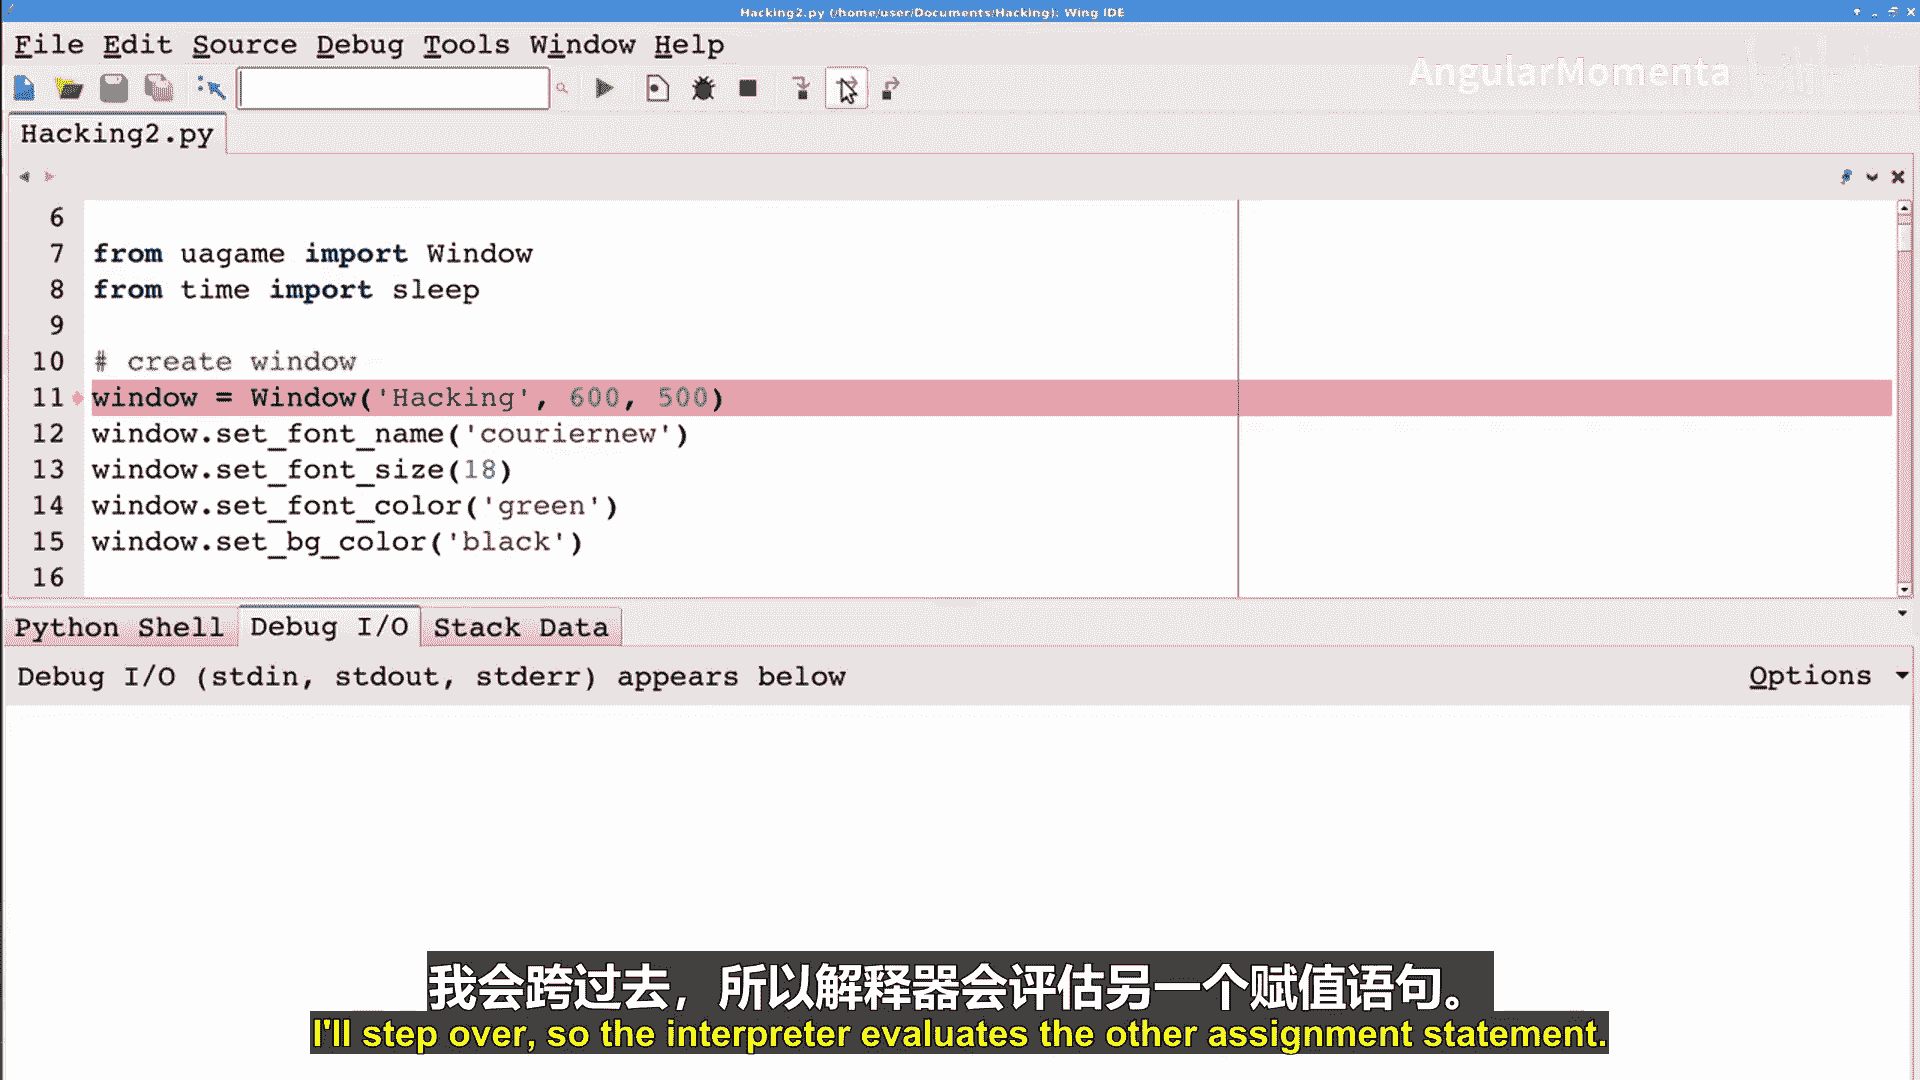 Hacking2.py (/home/user/Documents/Hacking): Wing IDE
File Edit Source Debug Tools Window Help
AngularMomenta
Hacking2.py
6
7 from uagame import Window
8 from time import sleep
9
10 # create window
11 window = Window('Hacking', 600, 500)
12 window.set_font_name('couriernew')
13 window.set_font_size(18)
14 window.set_font_color('green')
15 window.set_bg_color('black')
16
Python Shell Debug I/O Stack Data
Debug I/O (stdin, stdout, stderr) appears below Options
我会跨过去，所以解释器会评估另一个赋值语句。
I'll step over, so the interpreter evaluates the other assignment statement.